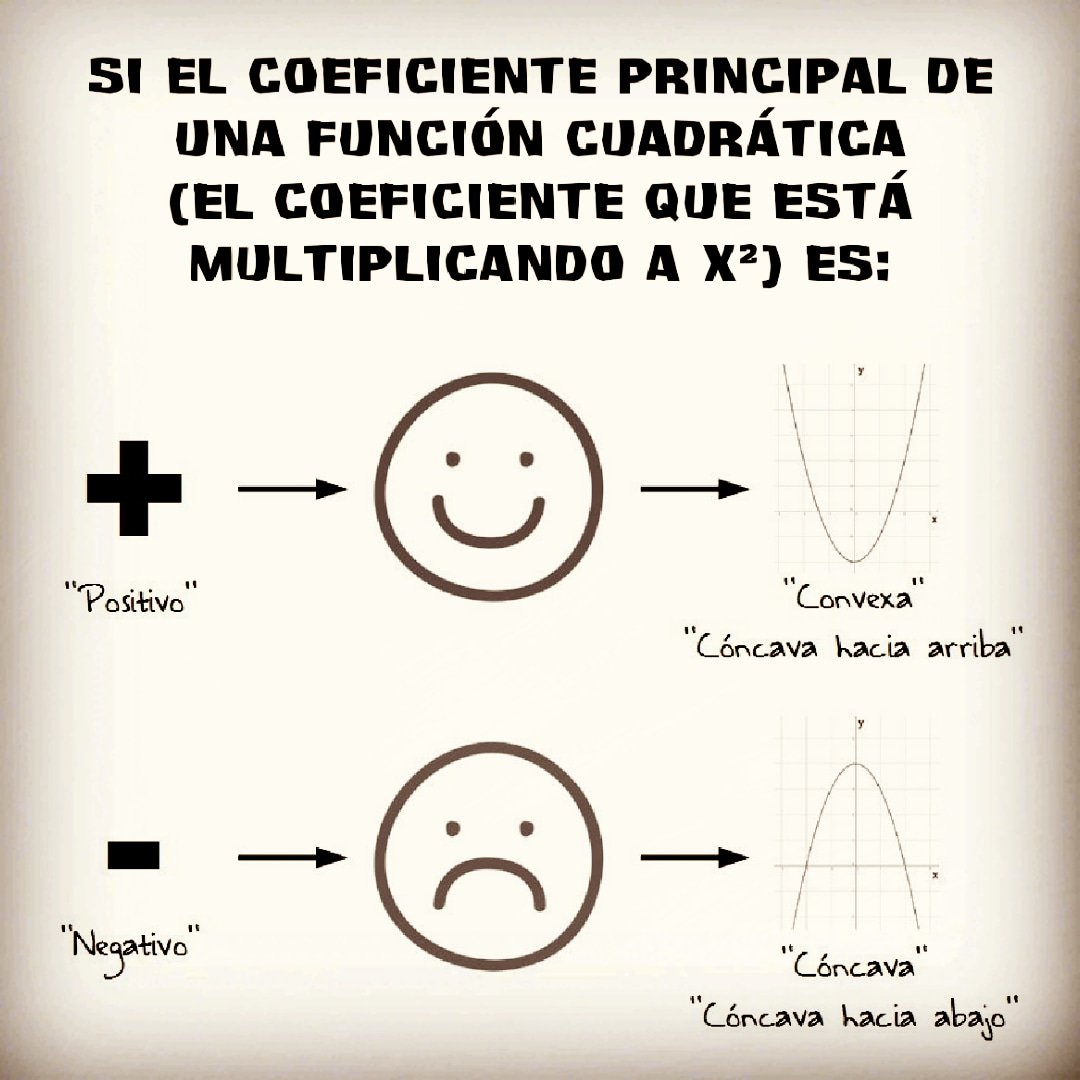 SI EL COEFICIENTE PRINCIPAL DE
UNA FUNCIÓN CUADRÁTICA
(EL COEFICIENTE QUE ESTÁ
MULTIPLICANDO A X²) ES:
y
x
+
"Positivo"
"Convexa"
"Cóncava hacia arriba"
y
x
-
"Negativo"
"Cóncava"
"Cóncava hacia abajo"